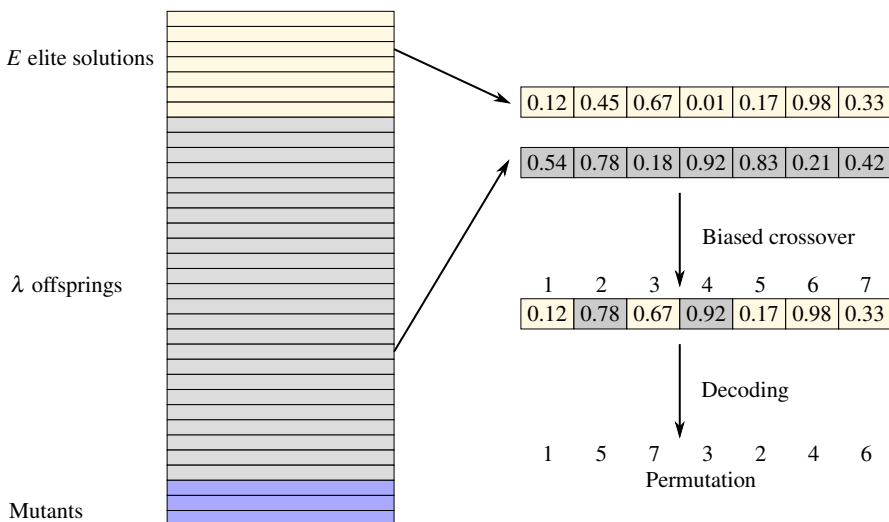 E elite solutions
0.12 0.45 0.67 0.01 0.17 0.98 0.33
0.54 0.78 0.18 0.92 0.83 0.21 0.42
Biased crossover
λ offsprings
1 2 3 4 5 6 7
0.12 0.78 0.67 0.92 0.17 0.98 0.33
Decoding
1 5 7 3 2 4 6
Permutation
Mutants